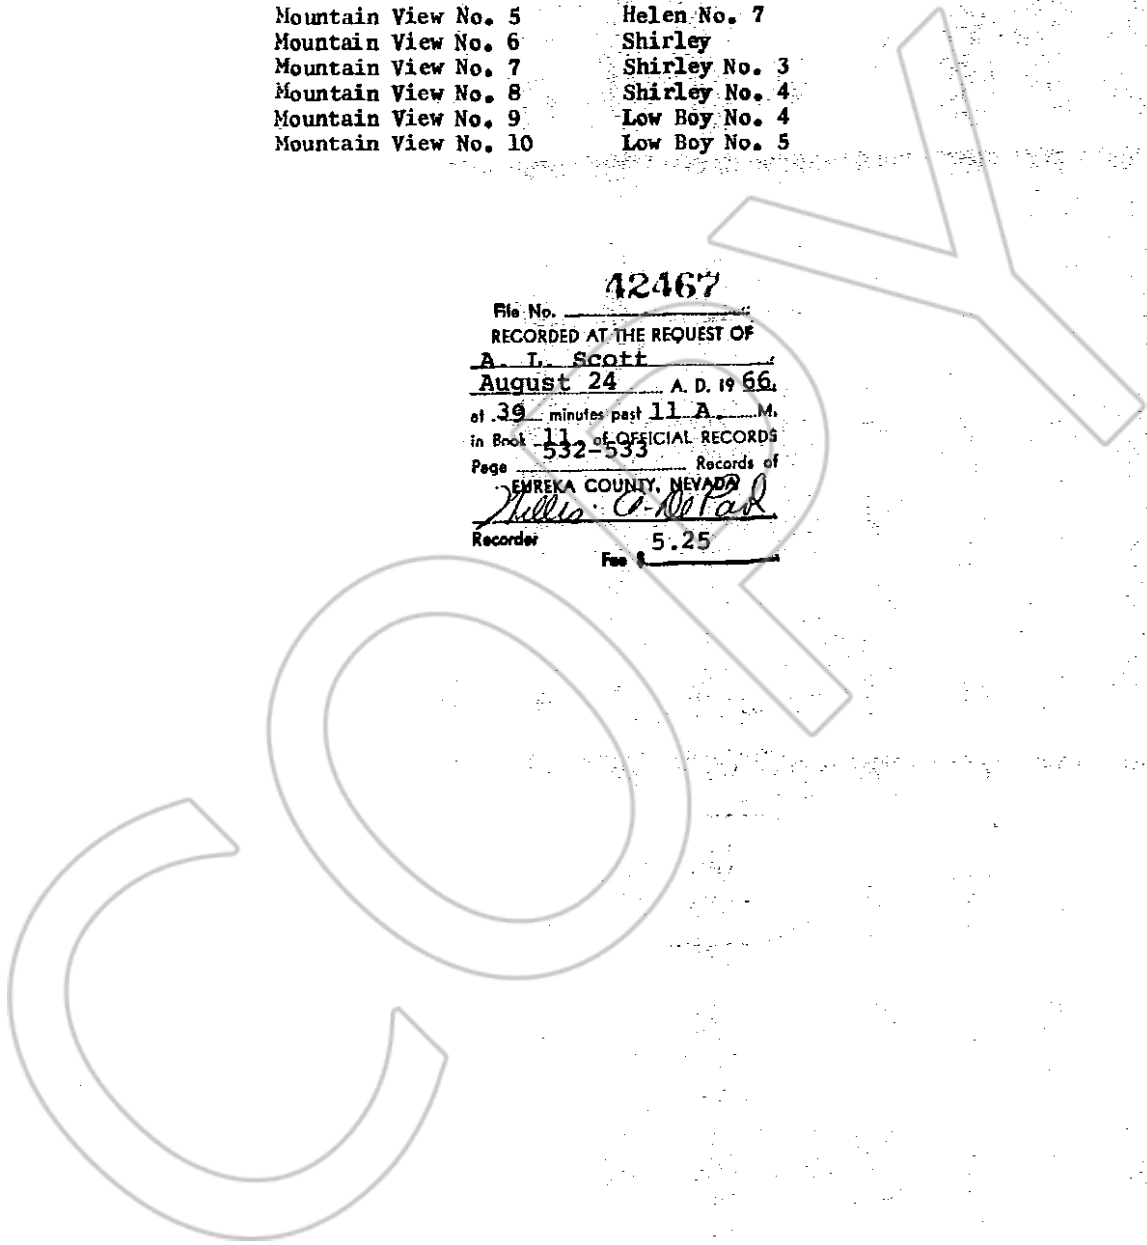 Mountain View No. 5 Helen No. 7
Mountain View No. 6 Shirley
Mountain View No. 7 Shirley No. 3
Mountain View No. 8 Shirley No. 4
Mountain View No. 9 Low Boy No. 4
Mountain View No. 10 Low Boy No. 5
File No. 42467
RECORDED AT THE REQUEST OF
A. L. Scott
August 24 A. D. 19 66
at 39 minutes past 11 A M.
in Book 11 of OFFICIAL RECORDS
Page 532-533 Records of
EUREKA COUNTY, NEVADA
Willis A. DePaoli
Recorder
Fee $ 5.25
COPY